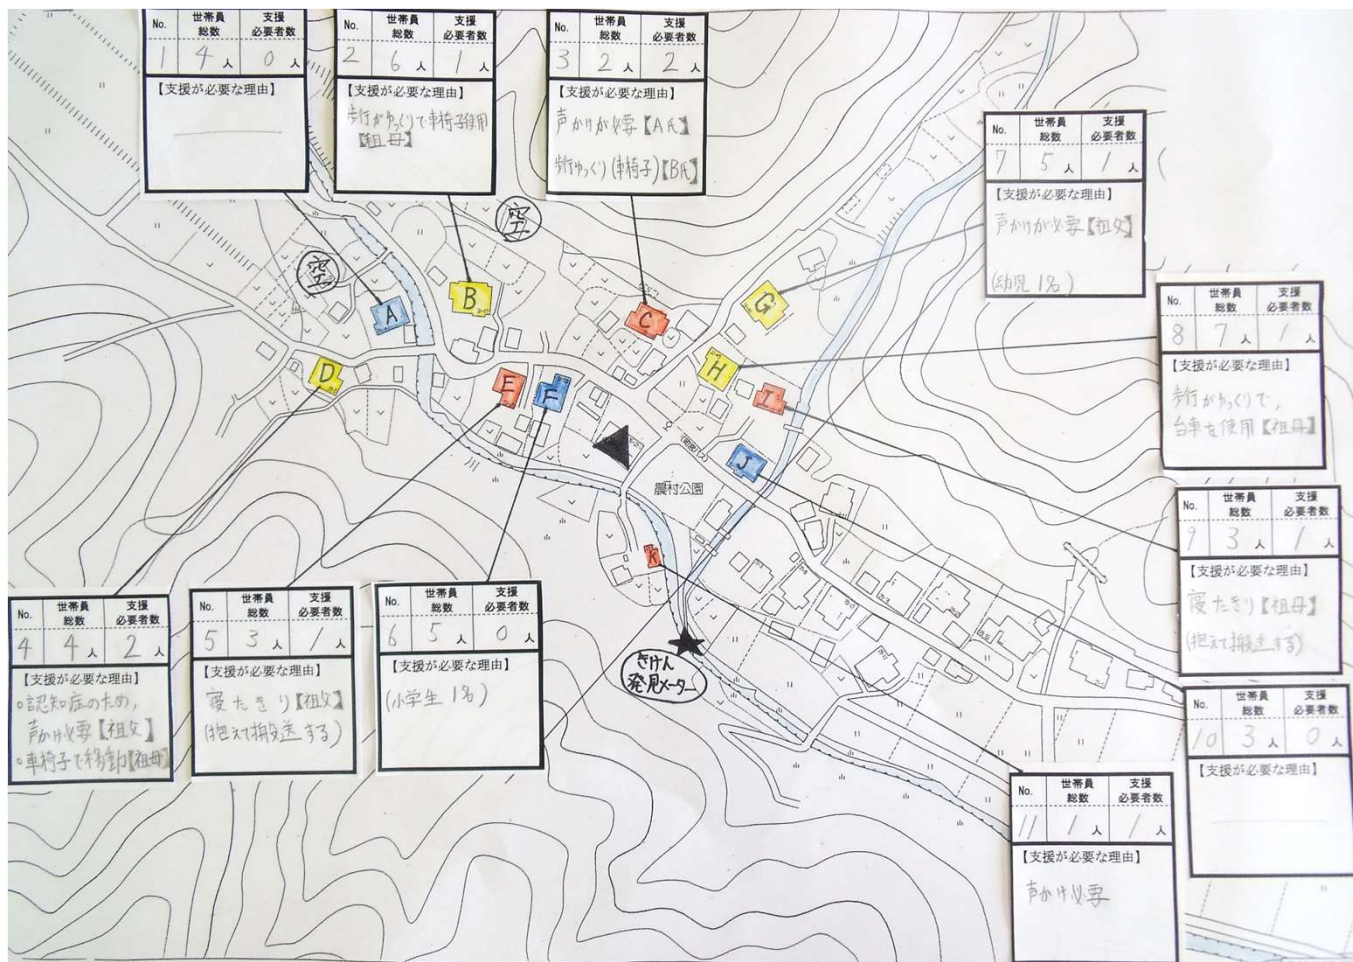 No. 世帯員総数 支援必要者数
1 4人 0人
【支援が必要な理由】
No. 世帯員総数 支援必要者数
2 6人 1人
【支援が必要な理由】
歩行がゆっくりで車椅子使用
【祖母】
No. 世帯員総数 支援必要者数
3 2人 2人
【支援が必要な理由】
声かけが必要【A氏】
歩行ゆっくり(車椅子)【B氏】
No. 世帯員総数 支援必要者数
7 5人 1人
【支援が必要な理由】
声かけが必要【祖父】
(幼児1名)
No. 世帯員総数 支援必要者数
8 7人 1人
【支援が必要な理由】
歩行がゆっくりで、
台車を使用【祖母】
空
空
A
B
C
G
D
E
F
H
I
J
農村公園
K
きけん
発見メーター
No. 世帯員総数 支援必要者数
9 3人 1人
【支援が必要な理由】
寝たきり【祖母】
(抱えて搬送する)
No. 世帯員総数 支援必要者数
4 4人 2人
【支援が必要な理由】
○認知症のため、
声かけ必要【祖父】
○車椅子で移動【祖母】
No. 世帯員総数 支援必要者数
5 3人 1人
【支援が必要な理由】
寝たきり【祖父】
(抱えて搬送する)
No. 世帯員総数 支援必要者数
6 5人 0人
【支援が必要な理由】
(小学生1名)
No. 世帯員総数 支援必要者数
10 3人 0人
【支援が必要な理由】
No. 世帯員総数 支援必要者数
11 1人 1人
【支援が必要な理由】
声かけ必要